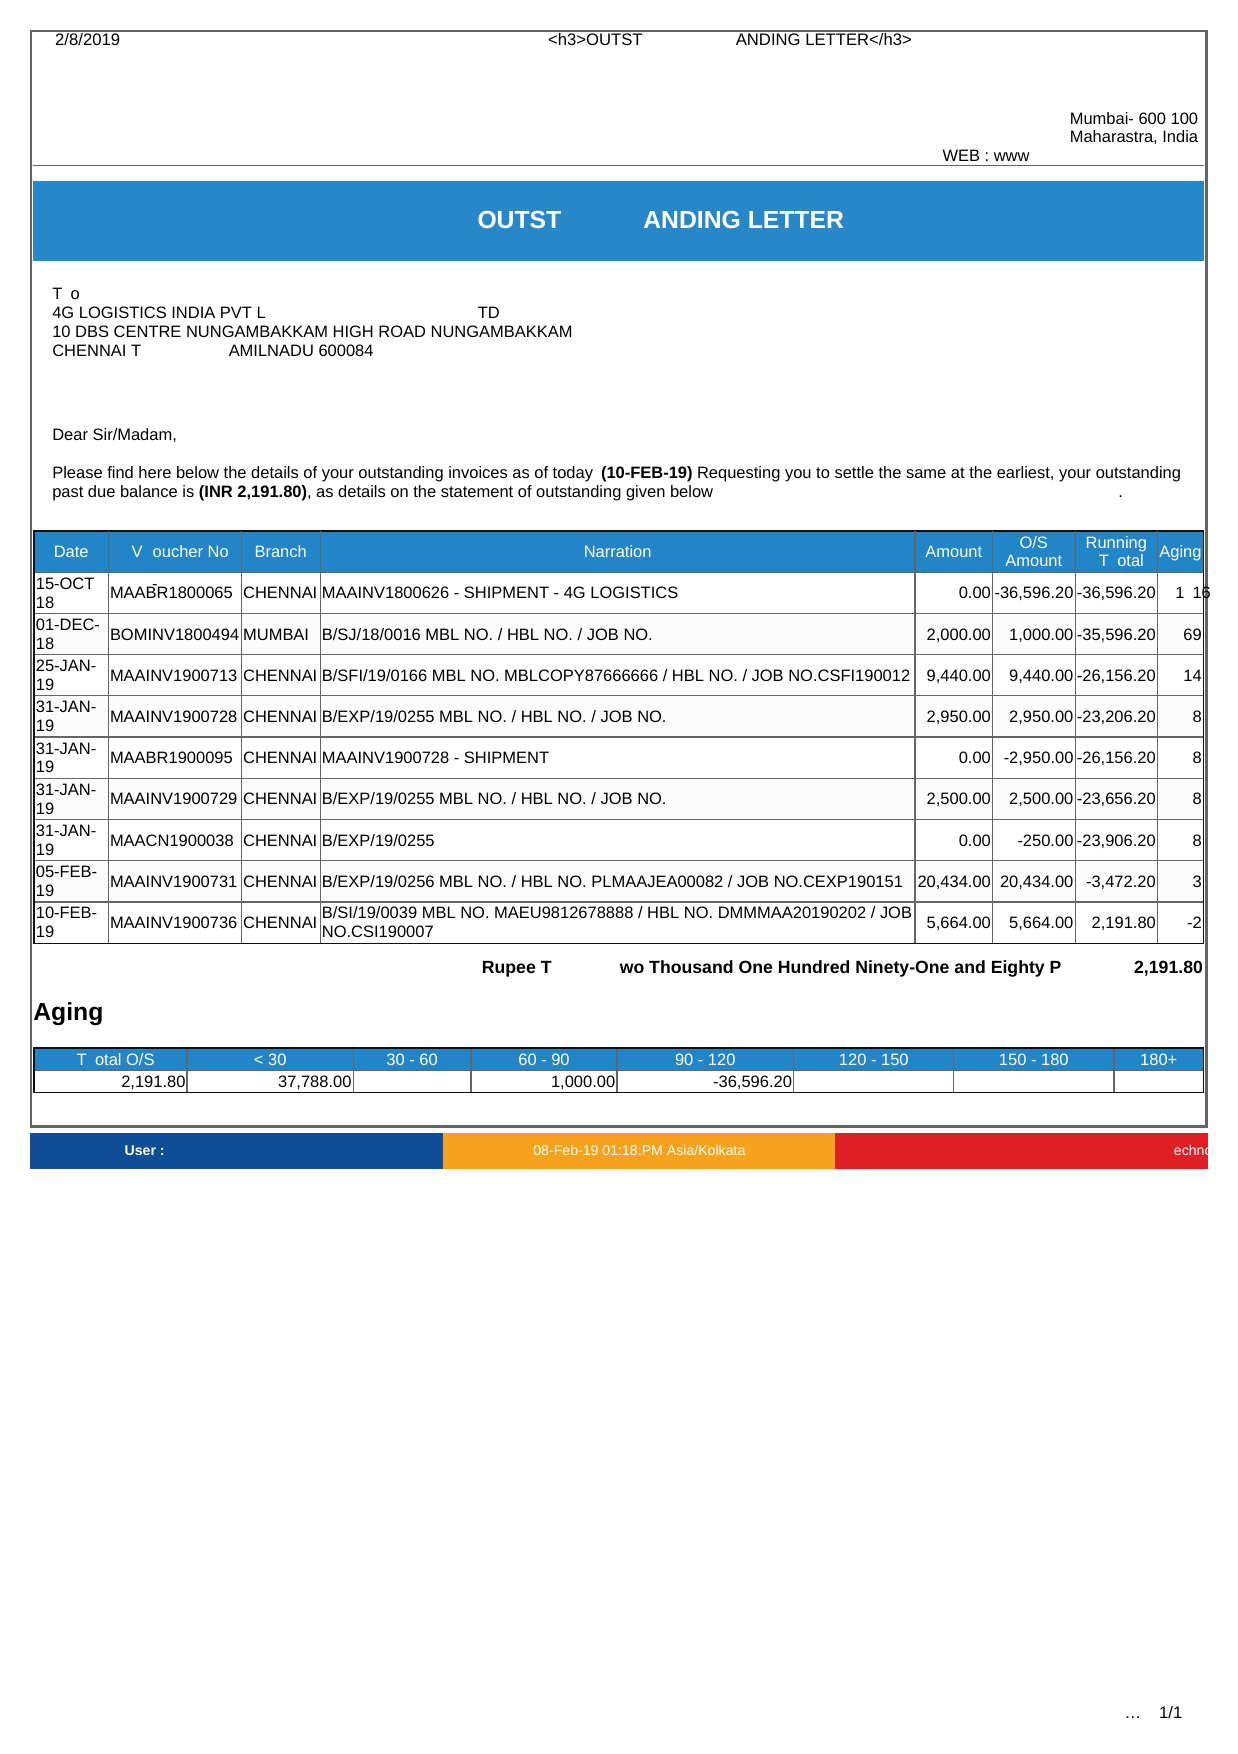 2/8/2019 <h3>OUTST ANDING LETTER</h3>
Mumbai- 600 100
Maharastra, India
WEB : www
OUTST ANDING LETTER
T o
4G LOGISTICS INDIA PVT L TD
10 DBS CENTRE NUNGAMBAKKAM HIGH ROAD NUNGAMBAKKAM
CHENNAI T AMILNADU 600084
Dear Sir/Madam,
Please find here below the details of your outstanding invoices as of today (10-FEB-19) Requesting you to settle the same at the earliest, your outstanding
past due balance is (INR 2,191.80), as details on the statement of outstanding given below .
Date V oucher No Branch Narration Amount O/S Amount Running T otal Aging
15-OCT-18 MAABR1800065 CHENNAI MAAINV1800626 - SHIPMENT - 4G LOGISTICS 0.00 -36,596.20 -36,596.20 1 16
01-DEC-18 BOMINV1800494 MUMBAI B/SJ/18/0016 MBL NO. / HBL NO. / JOB NO. 2,000.00 1,000.00 -35,596.20 69
25-JAN-19 MAAINV1900713 CHENNAI B/SFI/19/0166 MBL NO. MBLCOPY87666666 / HBL NO. / JOB NO.CSFI190012 9,440.00 9,440.00 -26,156.20 14
31-JAN-19 MAAINV1900728 CHENNAI B/EXP/19/0255 MBL NO. / HBL NO. / JOB NO. 2,950.00 2,950.00 -23,206.20 8
31-JAN-19 MAABR1900095 CHENNAI MAAINV1900728 - SHIPMENT 0.00 -2,950.00 -26,156.20 8
31-JAN-19 MAAINV1900729 CHENNAI B/EXP/19/0255 MBL NO. / HBL NO. / JOB NO. 2,500.00 2,500.00 -23,656.20 8
31-JAN-19 MAACN1900038 CHENNAI B/EXP/19/0255 0.00 -250.00 -23,906.20 8
05-FEB-19 MAAINV1900731 CHENNAI B/EXP/19/0256 MBL NO. / HBL NO. PLMAAJEA00082 / JOB NO.CEXP190151 20,434.00 20,434.00 -3,472.20 3
10-FEB-19 MAAINV1900736 CHENNAI B/SI/19/0039 MBL NO. MAEU9812678888 / HBL NO. DMMMAA20190202 / JOB NO.CSI190007 5,664.00 5,664.00 2,191.80 -2
Rupee T wo Thousand One Hundred Ninety-One and Eighty P 2,191.80
Aging
T otal O/S < 30 30 - 60 60 - 90 90 - 120 120 - 150 150 - 180 180+
2,191.80 37,788.00 1,000.00 -36,596.20
User : 08-Feb-19 01:18:PM Asia/Kolkata echno
… 1/1